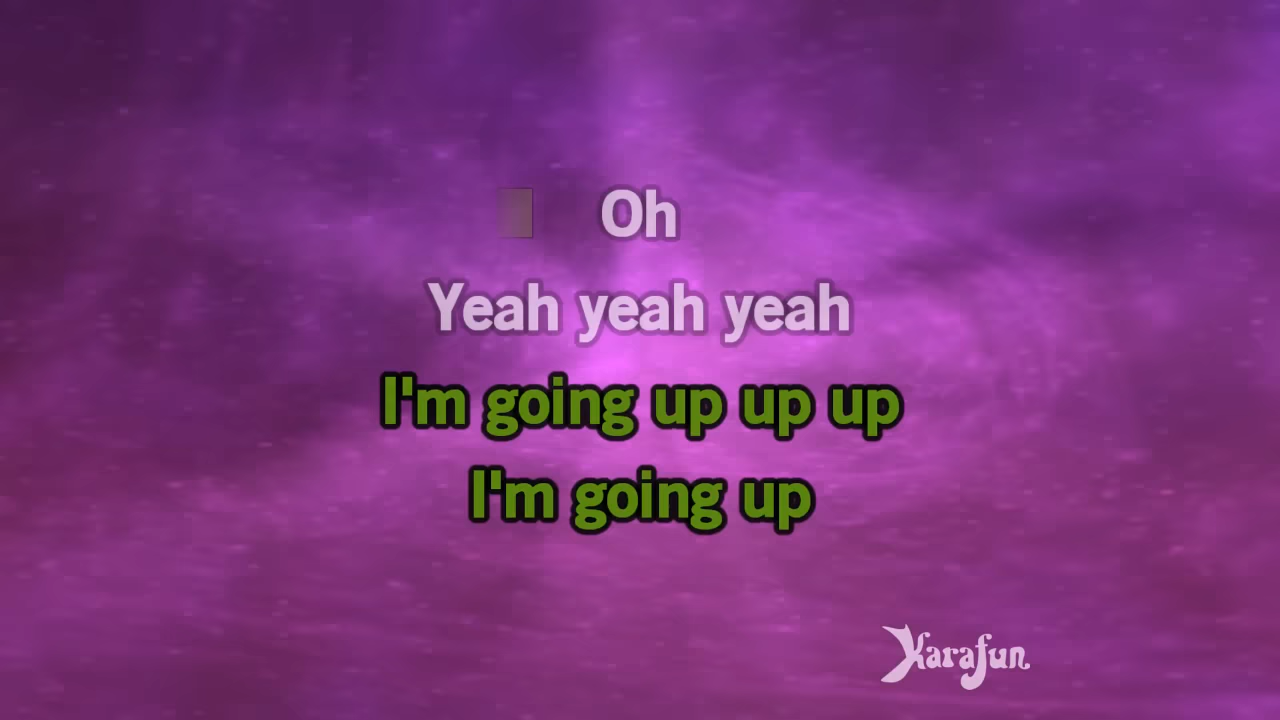 Oh
Yeah yeah yeah
I'm going up up up
I'm going up
Karafun